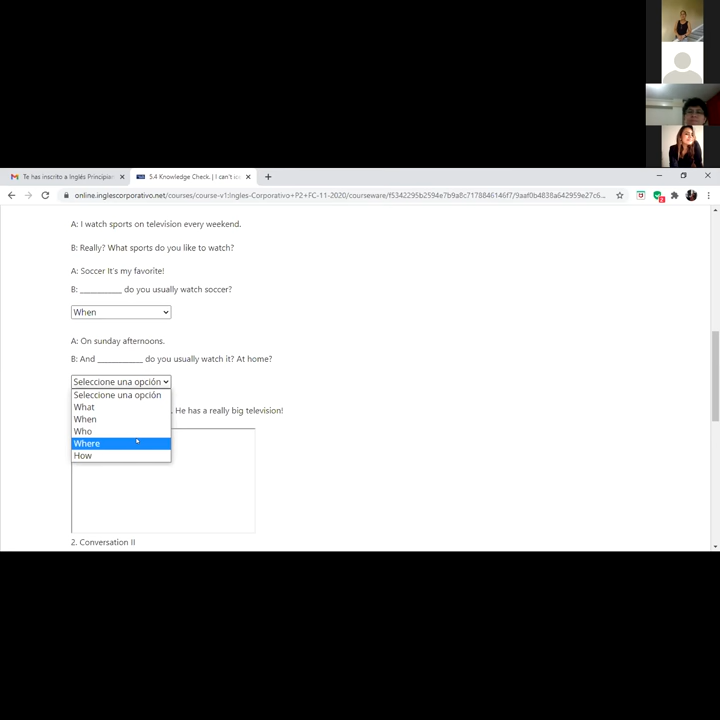 Te has inscrito a Inglés Principian
5.4 Knowledge Check. | I can't ec
online.inglescorporativo.net/courses/course-v1:Ingles-Corporativo+P2+FC-11-2020/courseware/f5342295b2594e7b9a8c7178846146f7/9aaf0b4838a642959e27c6...
A: I watch sports on television every weekend.
B: Really? What sports do you like to watch?
A: Soccer It's my favorite!
B: __________ do you usually watch soccer?
When
A: On sunday afternoons.
B: And ___________ do you usually watch it? At home?
Seleccione una opción
Seleccione una opción
What
. He has a really big television!
When
Who
Where
How
2. Conversation II